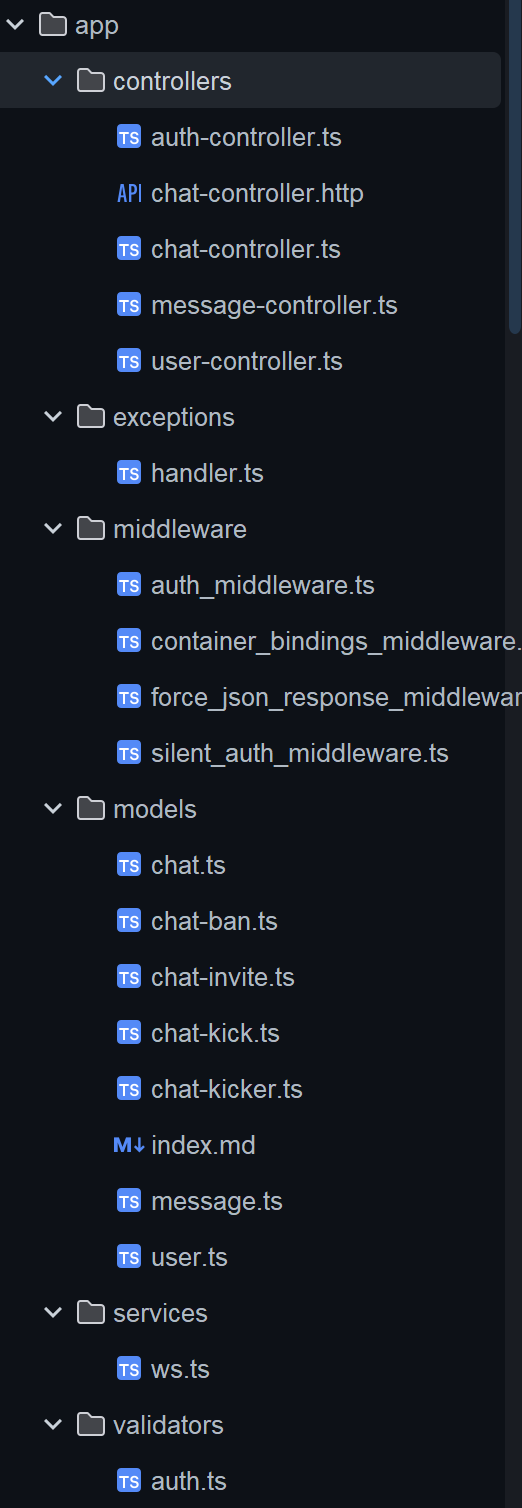 app
controllers
TS auth-controller.ts
API chat-controller.http
TS chat-controller.ts
TS message-controller.ts
TS user-controller.ts
exceptions
TS handler.ts
middleware
TS auth_middleware.ts
TS container_bindings_middleware.
TS force_json_response_middlewar
TS silent_auth_middleware.ts
models
TS chat.ts
TS chat-ban.ts
TS chat-invite.ts
TS chat-kick.ts
TS chat-kicker.ts
M↓ index.md
TS message.ts
TS user.ts
services
TS ws.ts
validators
TS auth.ts